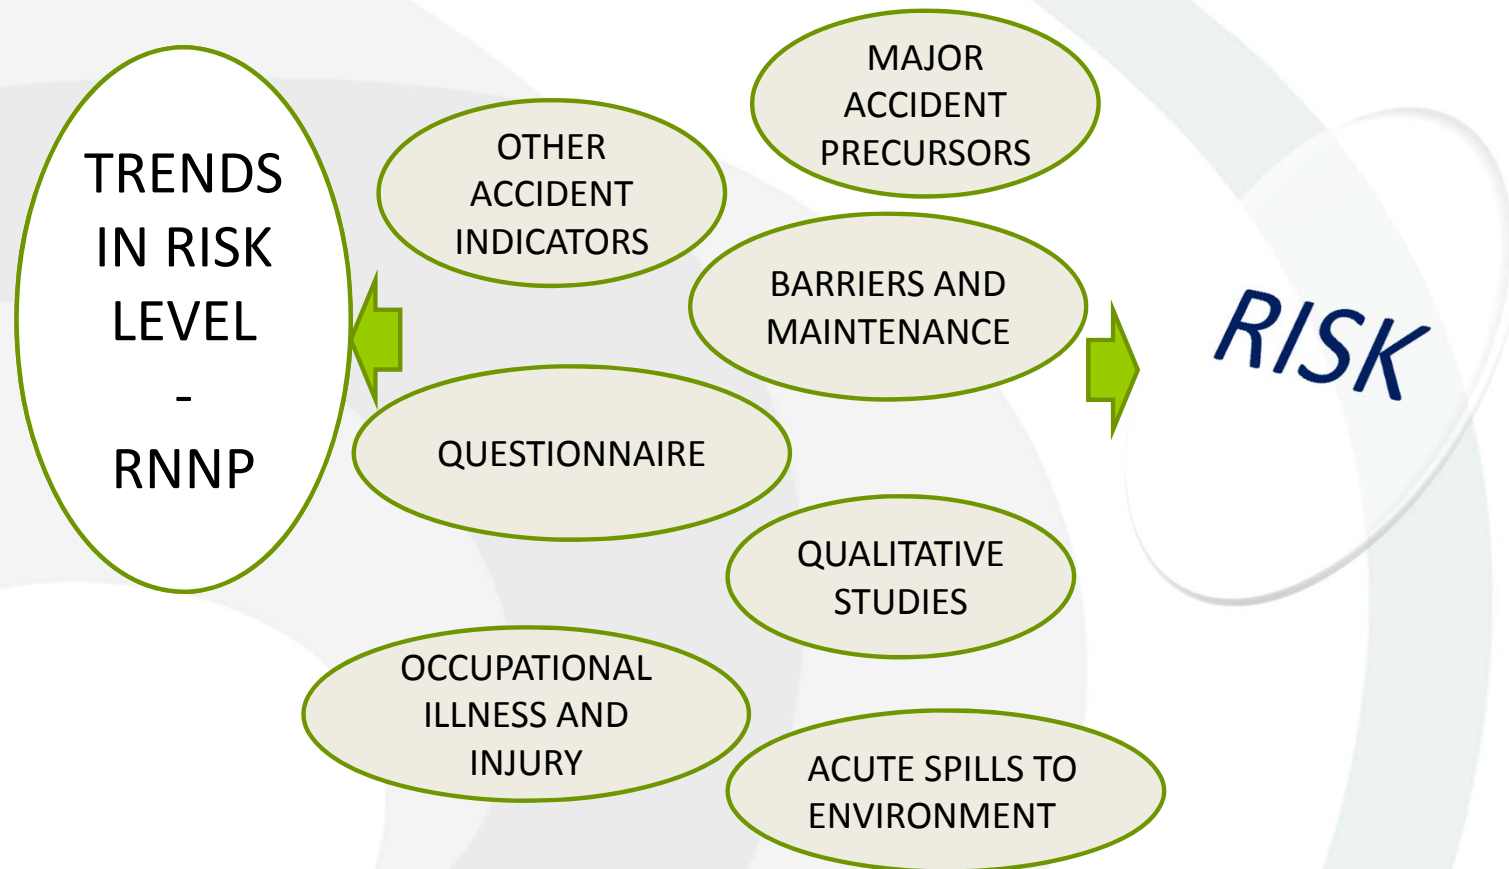 TRENDS
IN RISK
LEVEL
-
RNNP
OTHER
ACCIDENT
INDICATORS
MAJOR
ACCIDENT
PRECURSORS
BARRIERS AND
MAINTENANCE
RISK
QUESTIONNAIRE
QUALITATIVE
STUDIES
OCCUPATIONAL
ILLNESS AND
INJURY
ACUTE SPILLS TO
ENVIRONMENT